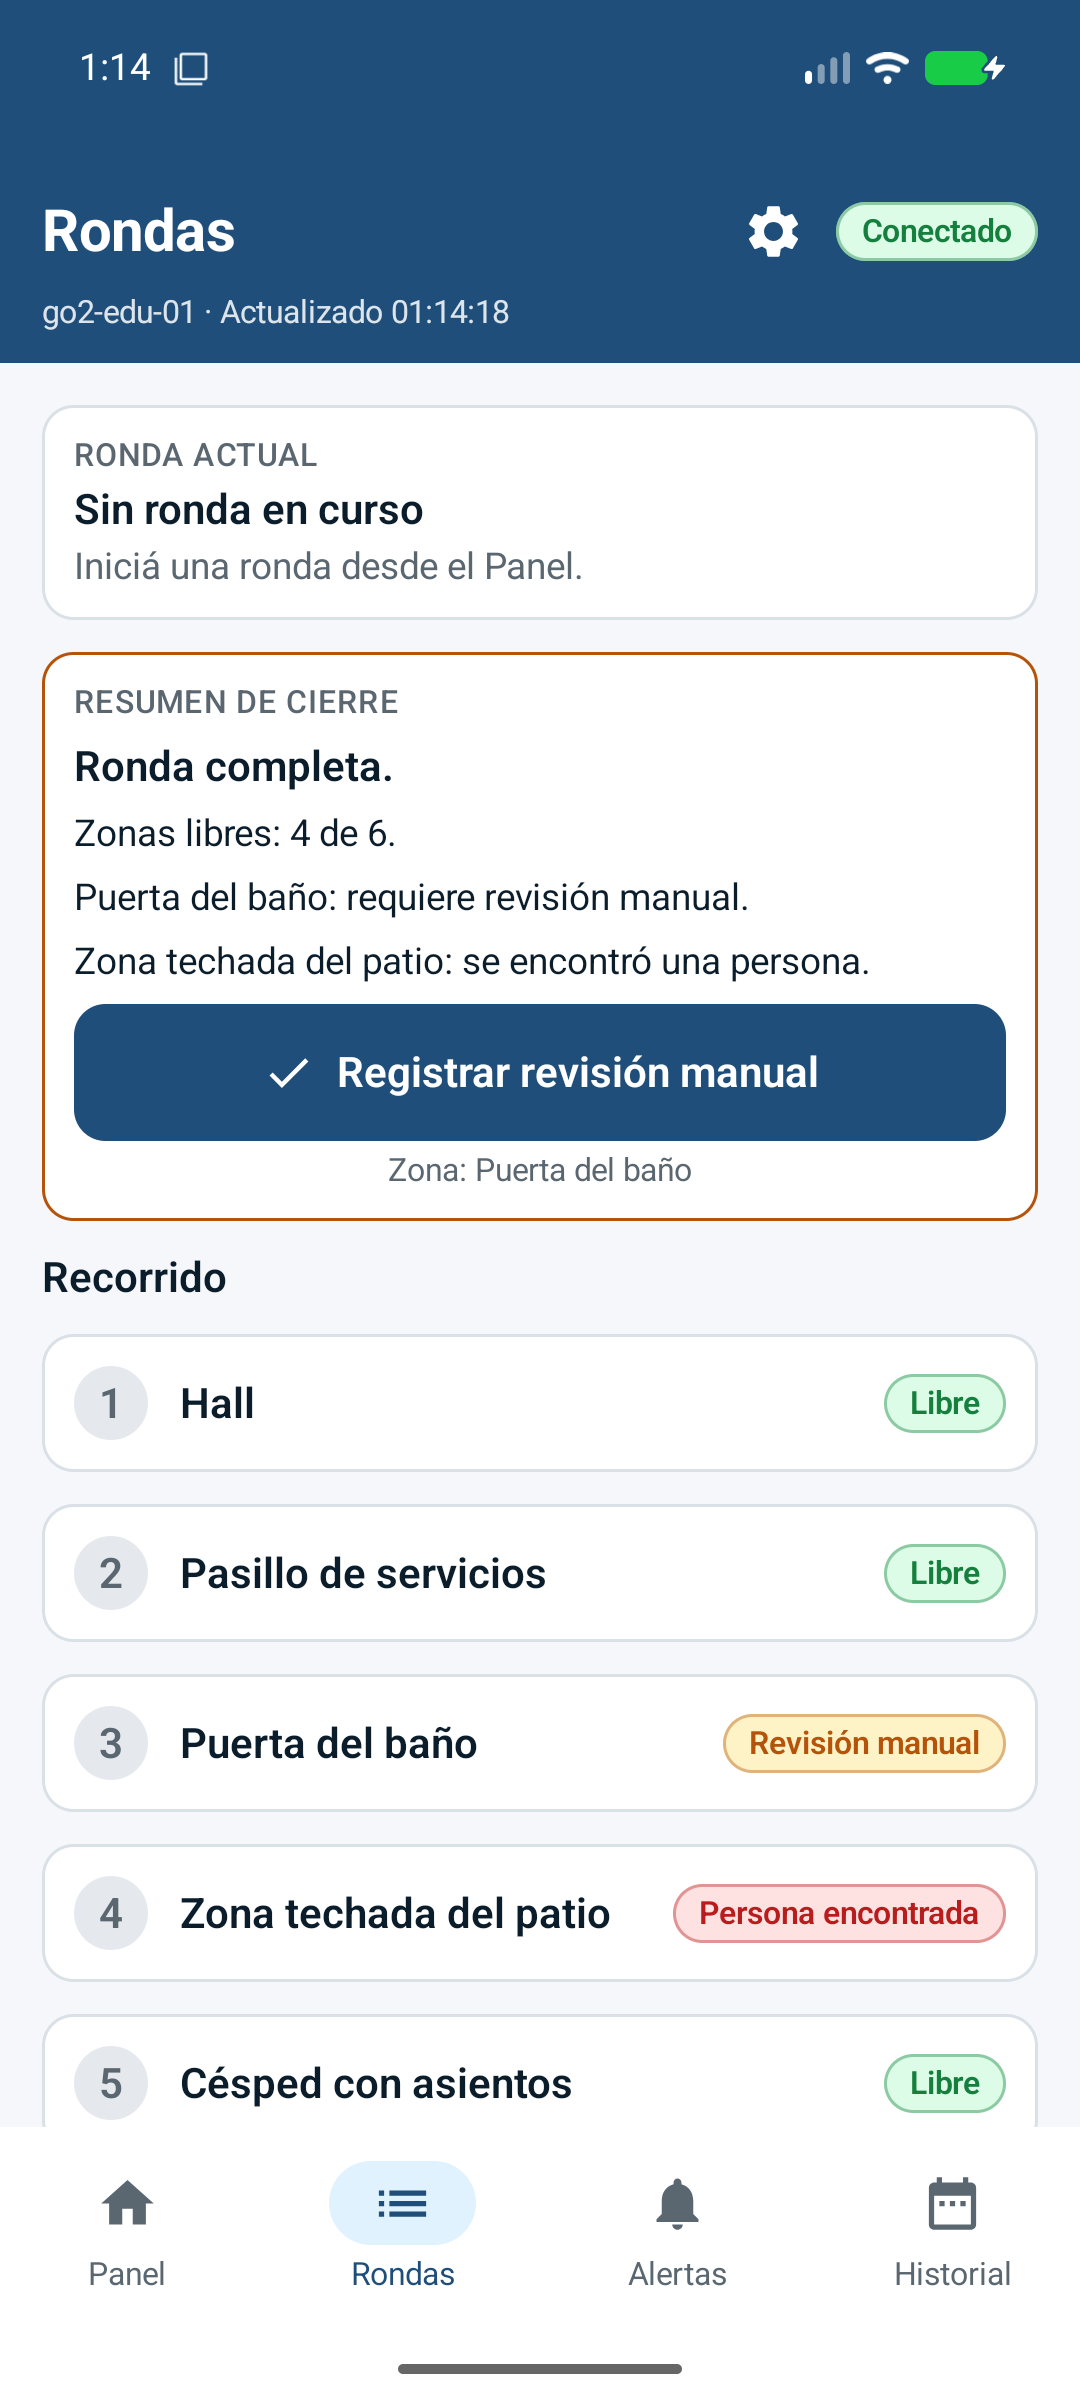 1:14
Rondas
Conectado
go2-edu-01 · Actualizado 01:14:18
RONDA ACTUAL
Sin ronda en curso
Iniciá una ronda desde el Panel.
RESUMEN DE CIERRE
Ronda completa.
Zonas libres: 4 de 6.
Puerta del baño: requiere revisión manual.
Zona techada del patio: se encontró una persona.
Registrar revisión manual
Zona: Puerta del baño
Recorrido
1 Hall Libre
2 Pasillo de servicios Libre
3 Puerta del baño Revisión manual
4 Zona techada del patio Persona encontrada
5 Césped con asientos Libre
Panel Rondas Alertas Historial